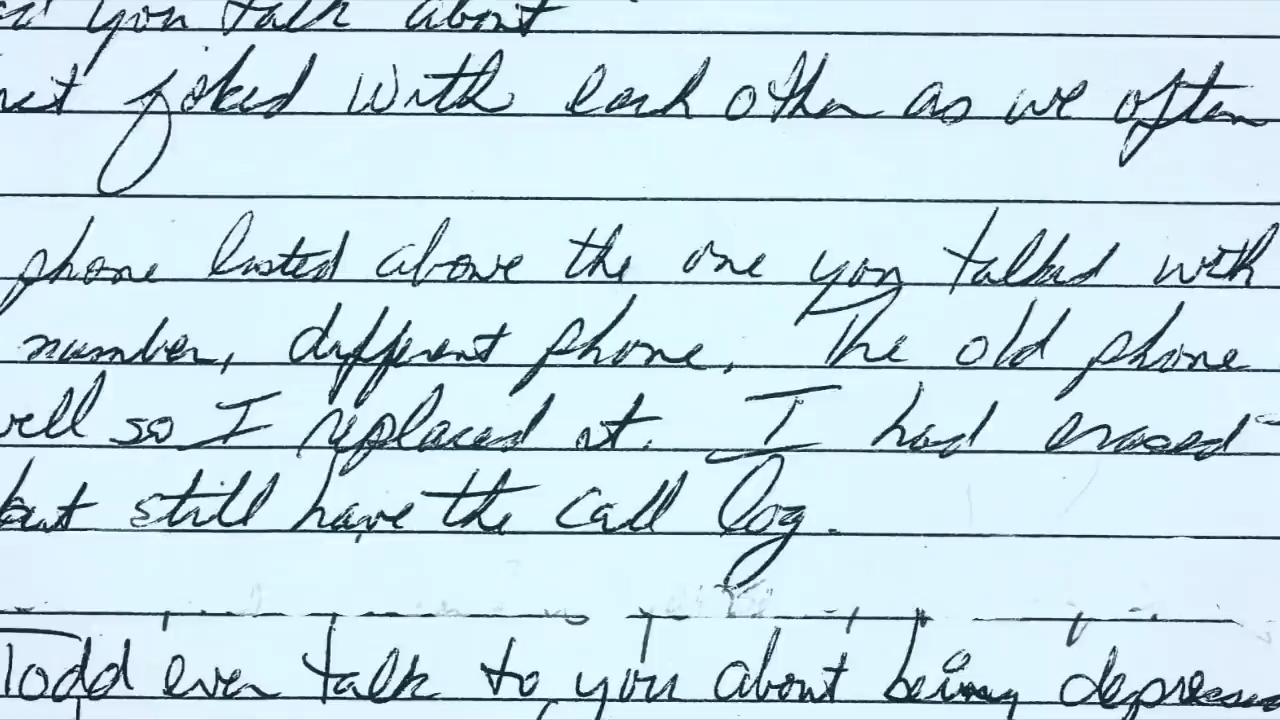 you talk about
joked with each other as we often
phone listed above the one you talked with
number, different phone. The old phone
well so I replaced it. I had erased
but still have the call log.
Todd ever talk to you about being depressed